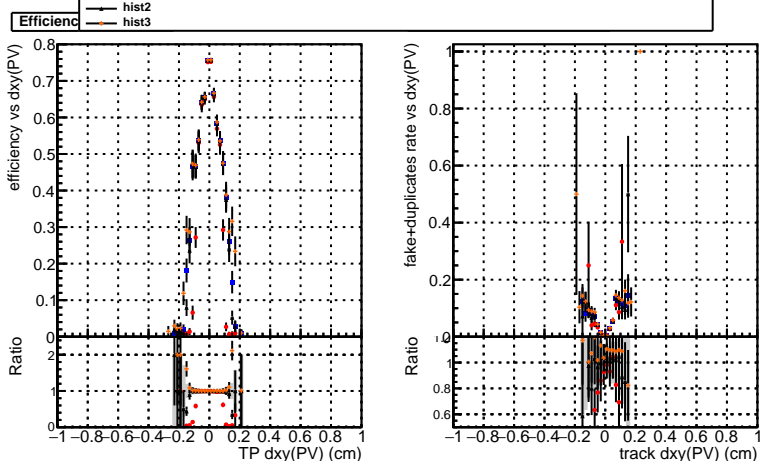 hist2
Efficienc
hist3
efficiency vs dxy(PV)
0.8
0.7
0.6
0.5
0.4
0.3
0.2
0.1
0
Ratio
2
1
0
−1 −0.8 −0.6 −0.4 −0.2 0 0.2 0.4 0.6 0.8 1
TP dxy(PV) (cm)
fake+duplicates rate vs dxy(PV)
1
0.8
0.6
0.4
0.2
Ratio
1
0.8
0.6
−1 −0.8 −0.6 −0.4 −0.2 0 0.2 0.4 0.6 0.8 1
track dxy(PV) (cm)